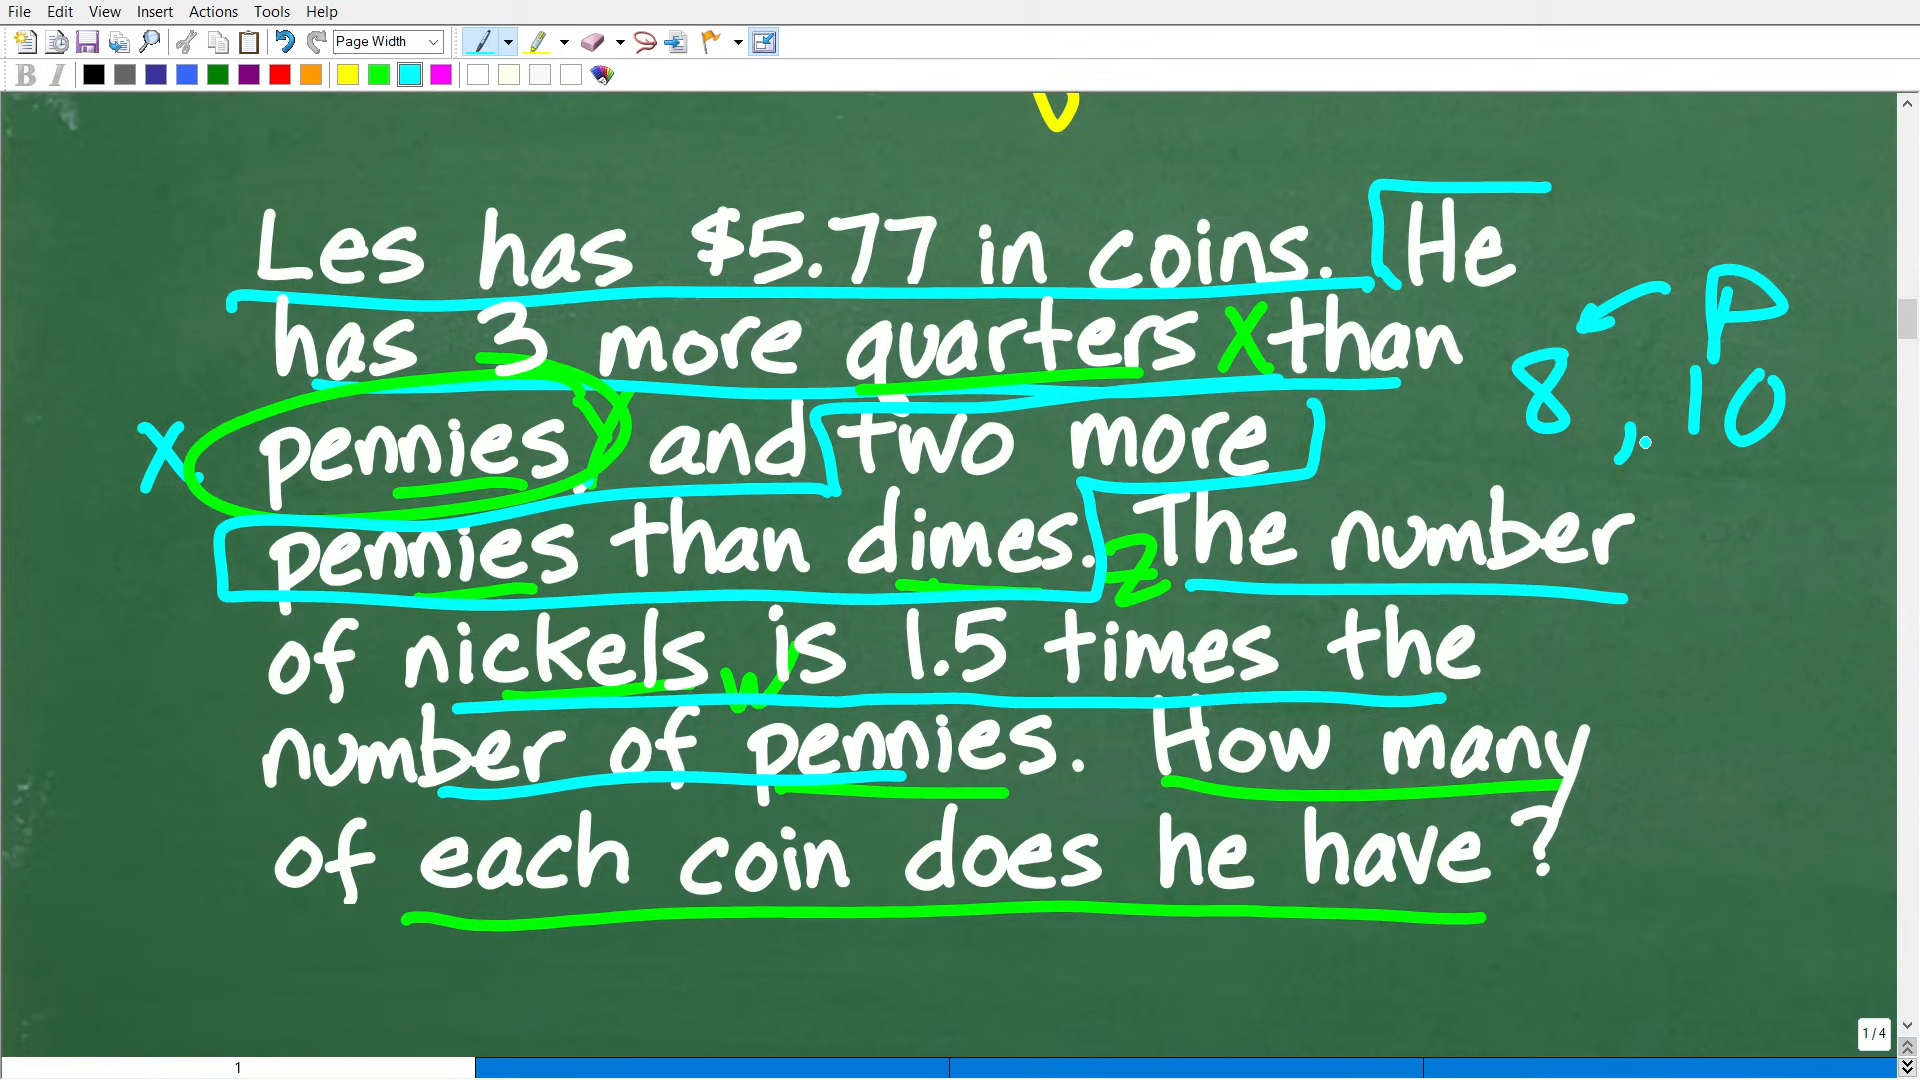 File Edit View Insert Actions Tools Help
Page Width
B I
Les has $5.77 in coins. He
has 3 more quarters x than
x pennies y and two more
pennies than dimes. z The number
of nickels w is 1.5 times the
number of pennies. How many
of each coin does he have?
P
8 , 10
1 / 4
1